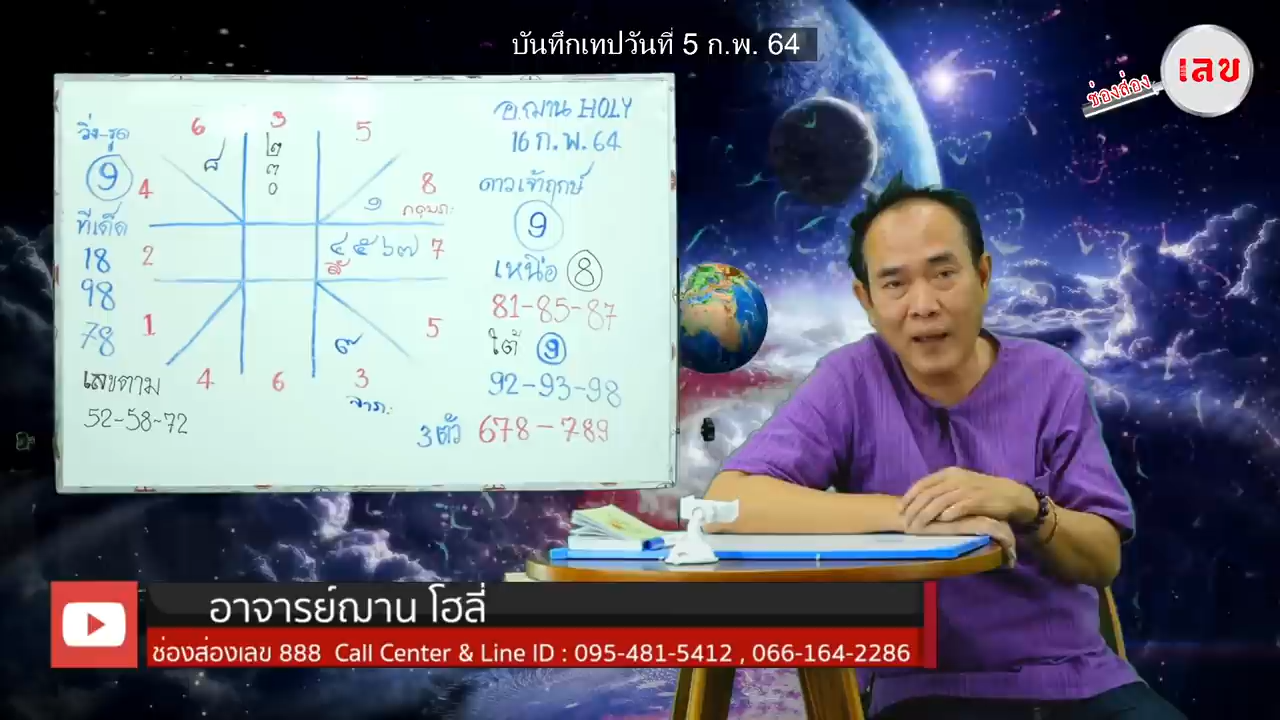 บันทึกเทปวันที่ 5 ก.พ. 64
ช่องส่อง เลข
อ.ฌาน HOLY
16 ก.พ. 64
ดาวเจ้าฤกษ์
9
เหนือ 8
81-85-87
ใต้ 9
92-93-98
3ตัว 678-789
วิ่ง-รูด
9
ทีเด็ด
18
98
78
เลขตาม
52-58-72
6 3 5
๘ ๒
๓
๐
4 8
๑ กดุมภะ
2 ๔ ๕ ๖ ๗ 7
ลั
1 5
๙
4 6 3
อาจารย์ฌาน โฮลี่
ช่องส่องเลข 888 Call Center & Line ID : 095-481-5412 , 066-164-2286